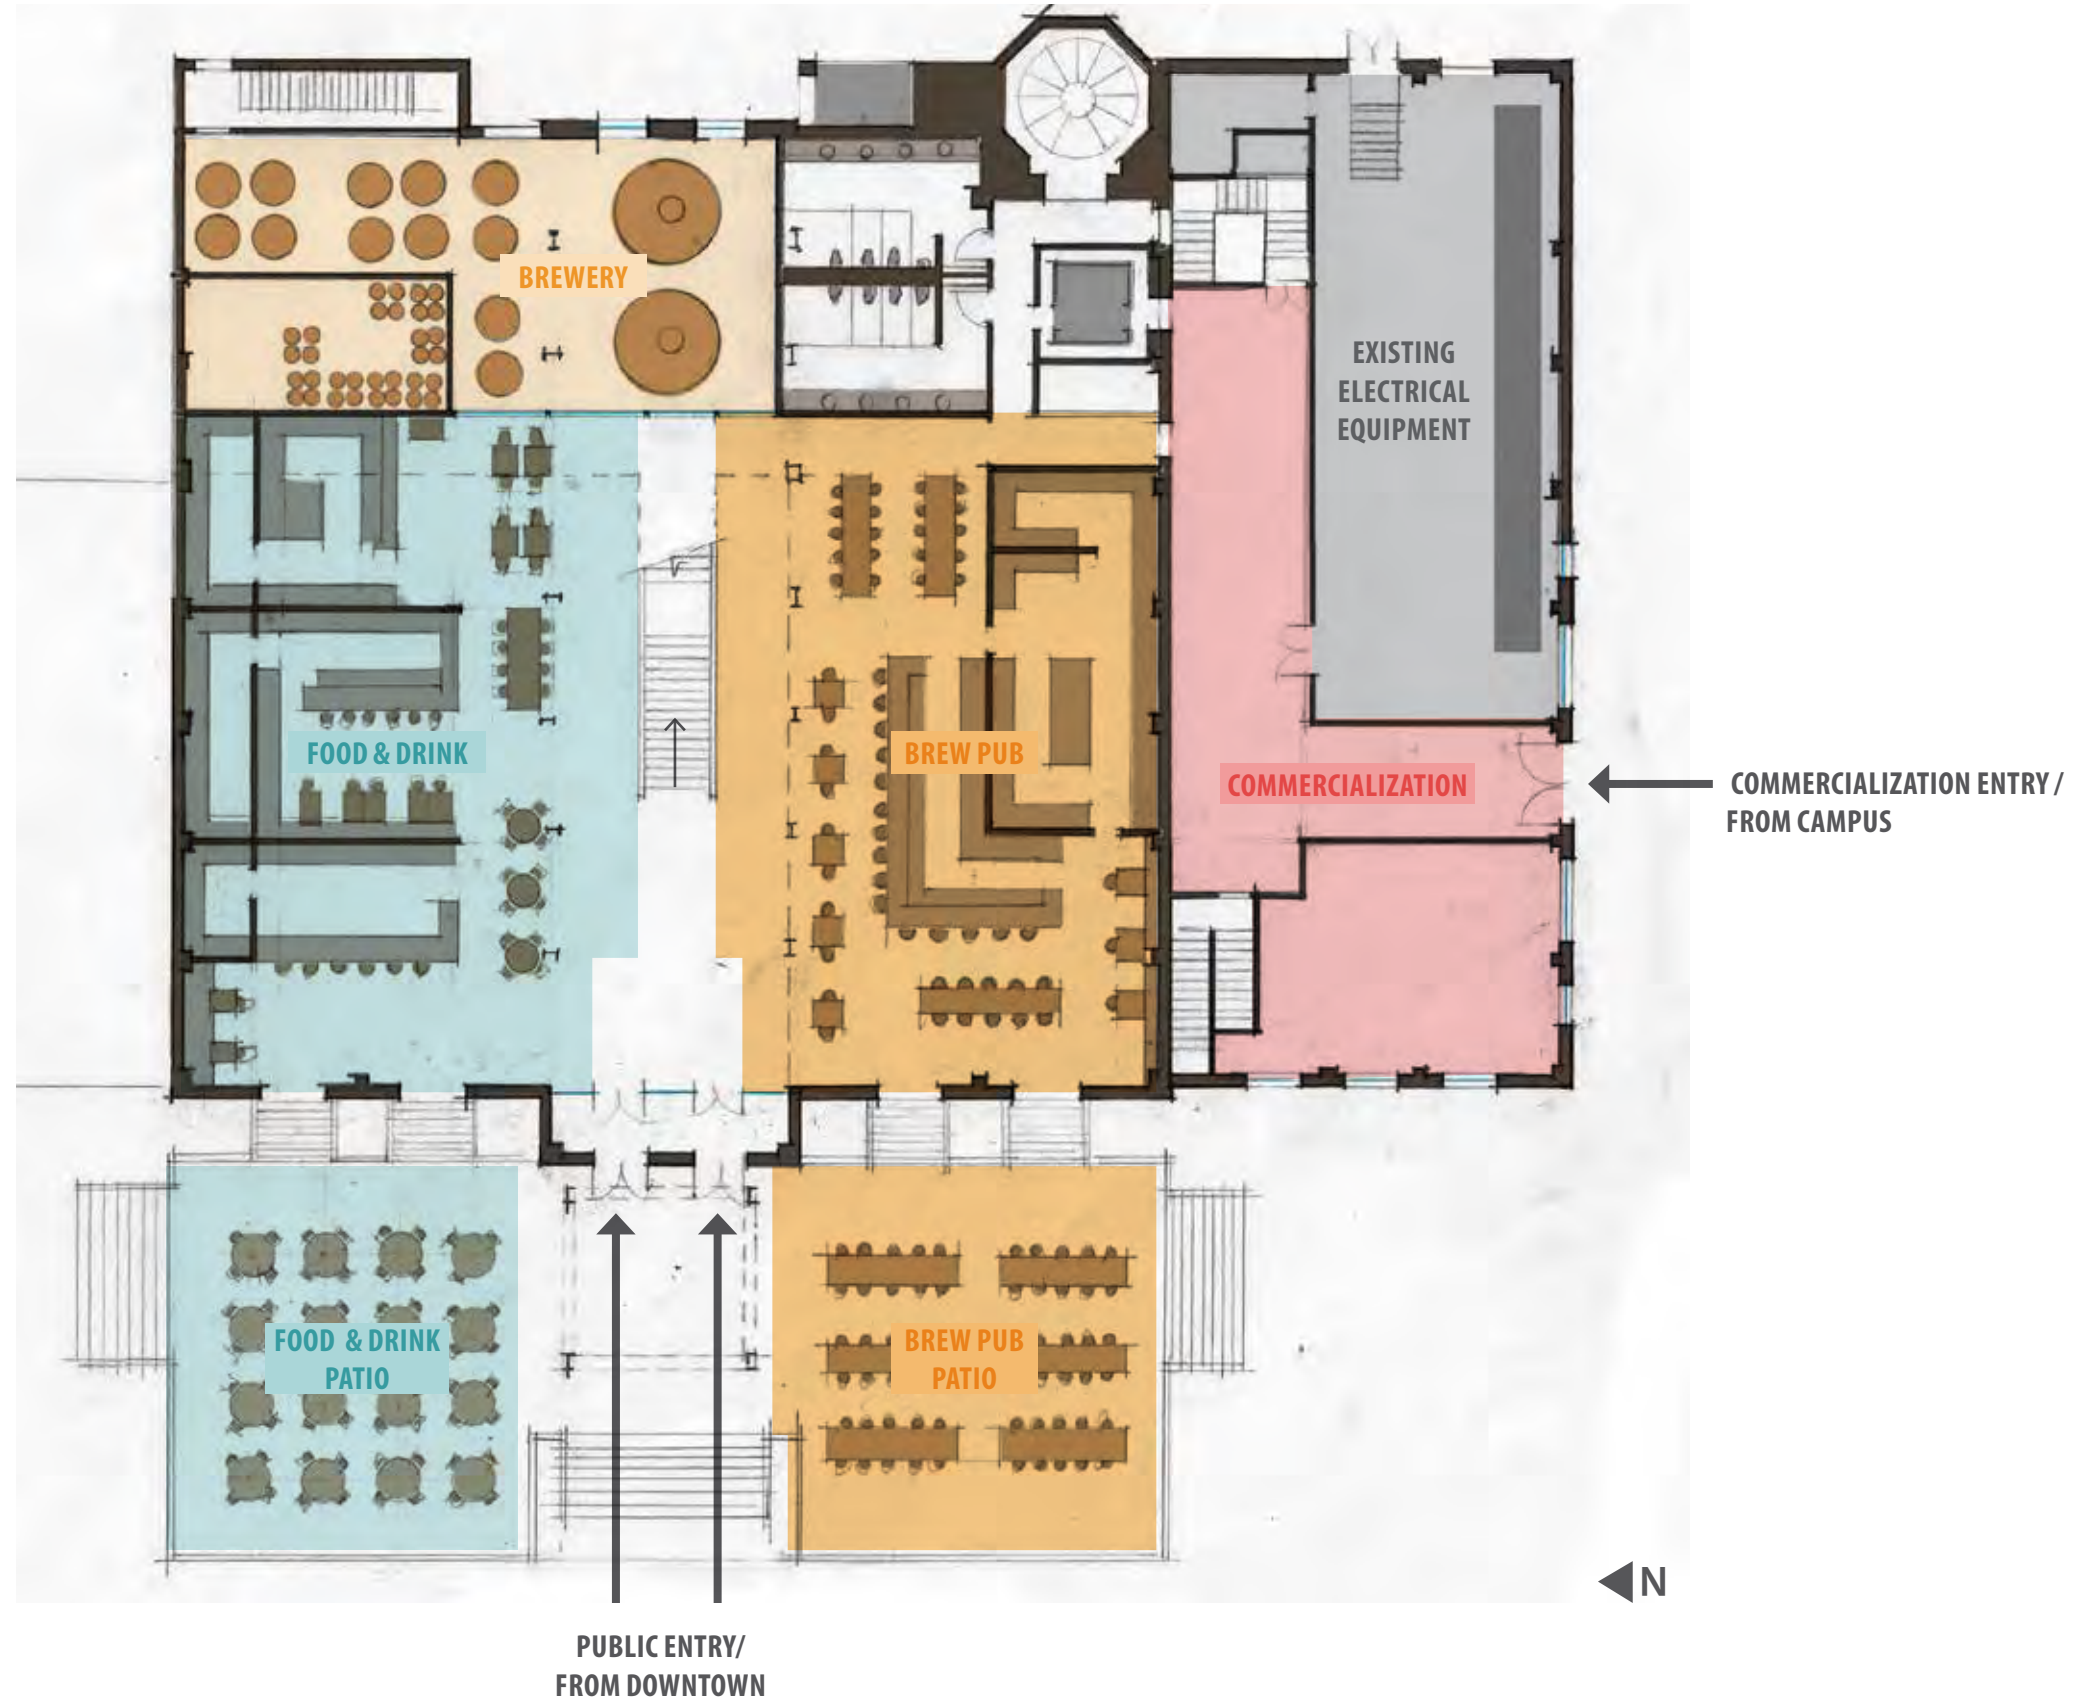 BREWERY
EXISTING
ELECTRICAL
EQUIPMENT
FOOD & DRINK
BREW PUB
COMMERCIALIZATION
COMMERCIALIZATION ENTRY /
FROM CAMPUS
FOOD & DRINK
PATIO
BREW PUB
PATIO
N
PUBLIC ENTRY/
FROM DOWNTOWN